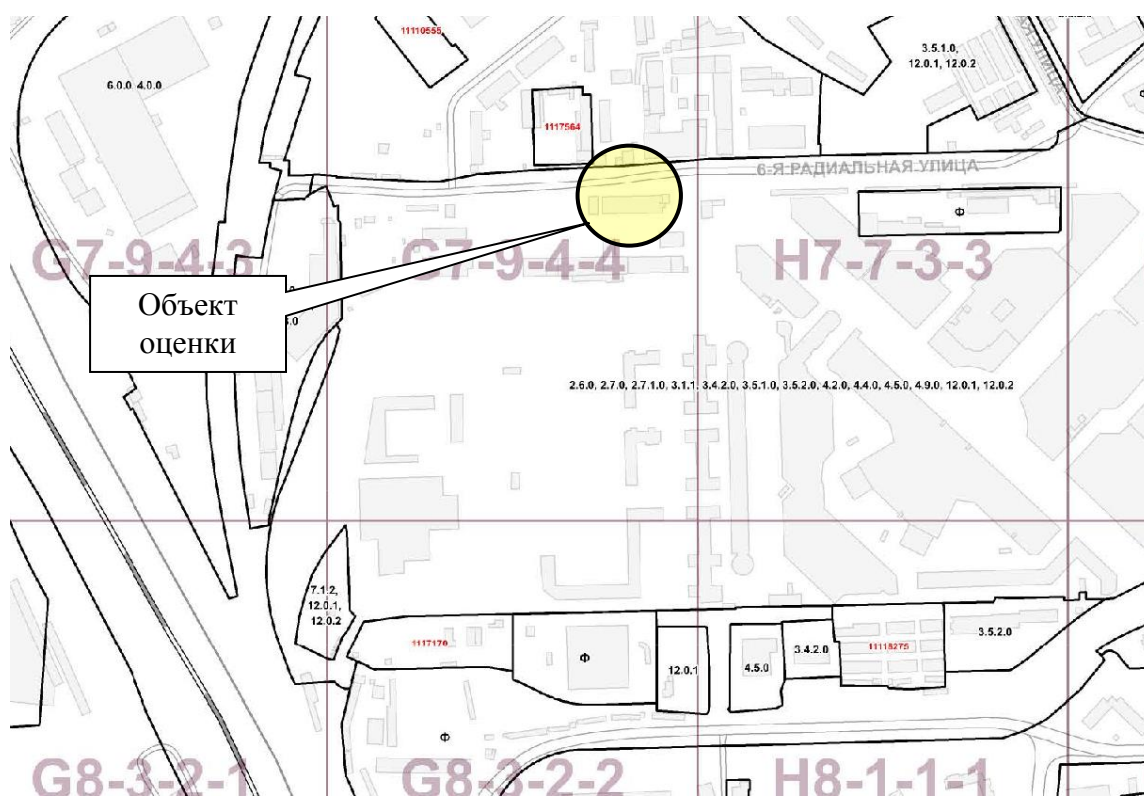 11110555
3.5.1.0,
12.0.1, 12.0.2
6.0.0 4.0.0
1117564
6-Я РАДИАЛЬНАЯ УЛИЦА
Ф
G7-9-4-3
G7-9-4-4
H7-7-3-3
Объект
оценки
2.6.0, 2.7.0, 2.7.1.0, 3.1.1, 3.4.2.0, 3.5.1.0, 3.5.2.0, 4.2.0, 4.4.0, 4.5.0, 4.9.0, 12.0.1, 12.0.2
7.1.2,
12.0.1,
12.0.2
1117170
Ф
12.0.1
4.5.0
3.4.2.0
11118275
3.5.2.0
Ф
G8-3-2-1
G8-3-2-2
H8-1-1-1